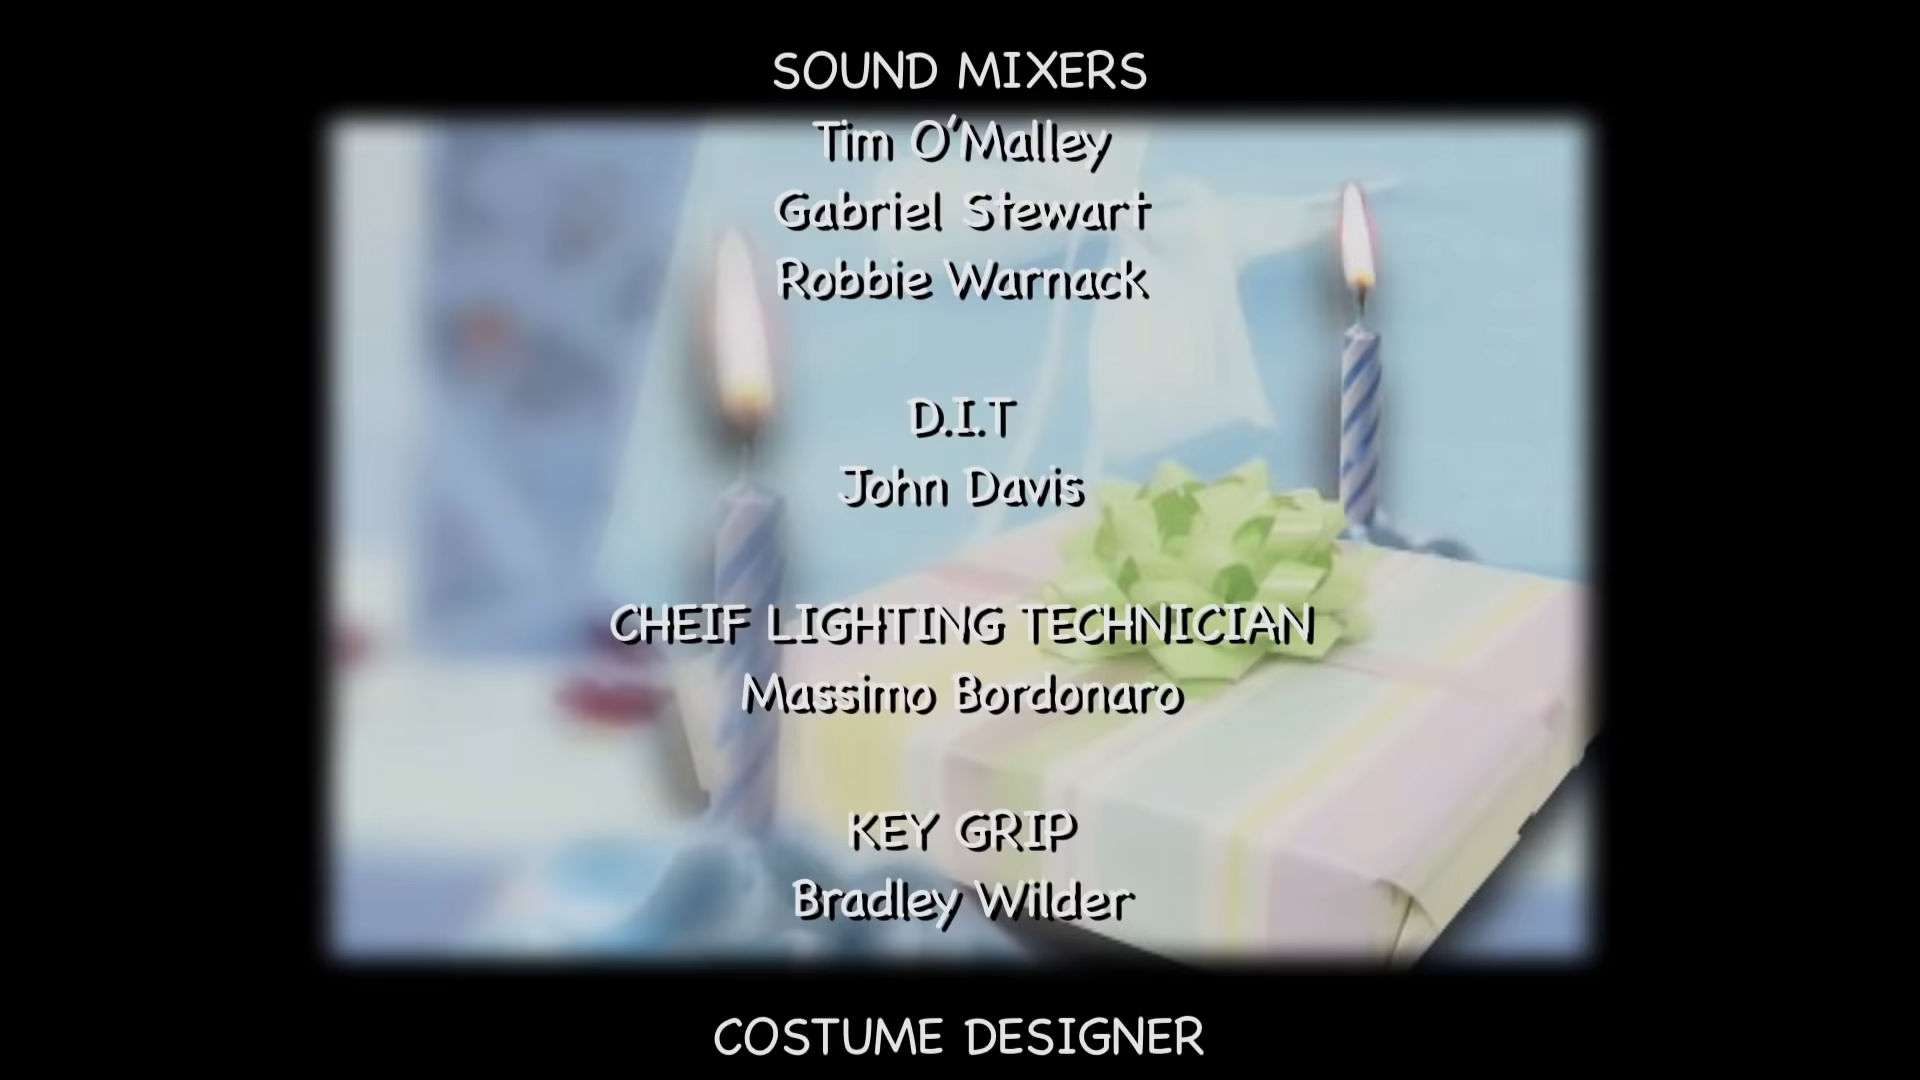 SOUND MIXERS
Tim O'Malley
Gabriel Stewart
Robbie Warnack
D.I.T
John Davis
CHEIF LIGHTING TECHNICIAN
Massimo Bordonaro
KEY GRIP
Bradley Wilder
COSTUME DESIGNER